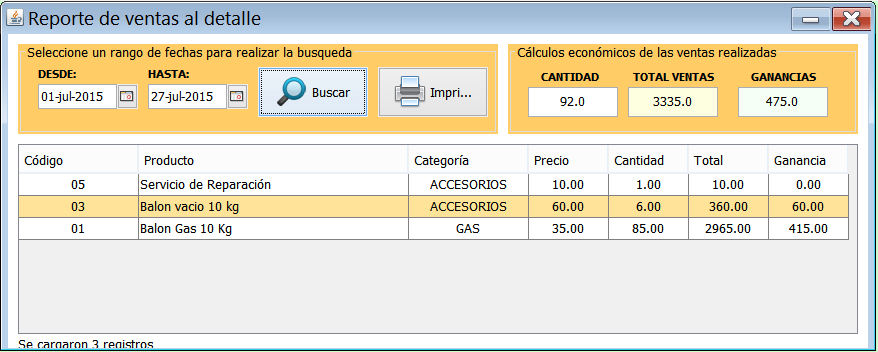 Reporte de ventas al detalle
Seleccione un rango de fechas para realizar la busqueda
DESDE: HASTA:
01-jul-2015 27-jul-2015 Buscar Impri...
Cálculos económicos de las ventas realizadas
CANTIDAD TOTAL VENTAS GANANCIAS
92.0 3335.0 475.0
Código Producto Categoría Precio Cantidad Total Ganancia
05 Servicio de Reparación ACCESORIOS 10.00 1.00 10.00 0.00
03 Balon vacio 10 kg ACCESORIOS 60.00 6.00 360.00 60.00
01 Balon Gas 10 Kg GAS 35.00 85.00 2965.00 415.00
Se cargaron 3 registros